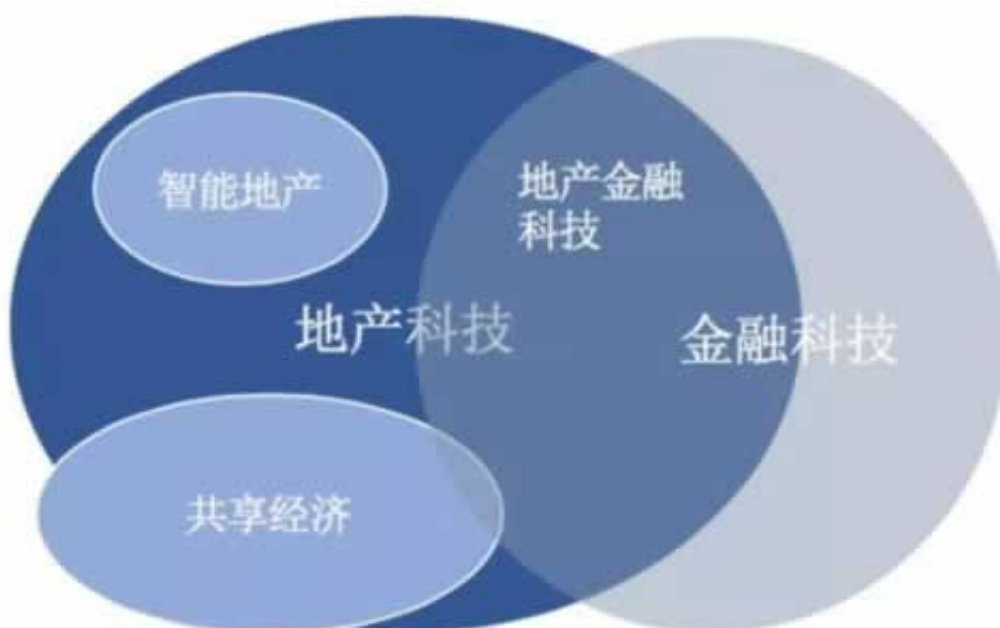 智能地产
地产金融
科技
地产科技
金融科技
共享经济